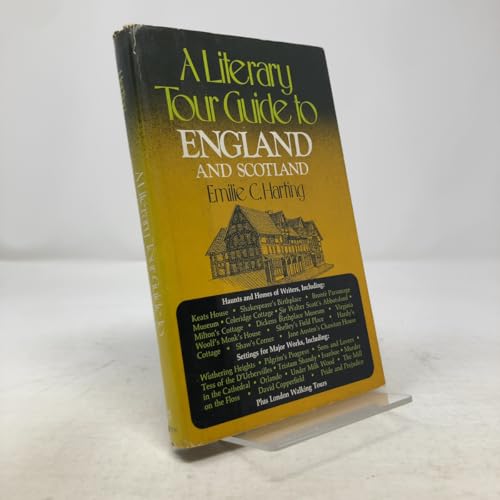 A Literary
Tour Guide to
ENGLAND
AND SCOTLAND
Emilie C. Harting
Haunts and Homes of Writers, Including:
Keats House • Shakespeare's Birthplace • Bronte Parsonage
Museum • Coleridge Cottage • Sir Walter Scott's Abbotsford •
Milton's Cottage • Dickens Birthplace Museum • Virginia
Woolf's Monk's House • Shelley's Field Place • Hardy's
Cottage • Shaw's Corner • Jane Austen's Chawton House
Settings for Major Works, Including:
Wuthering Heights • Pilgrim's Progress • Sons and Lovers •
Tess of the D'Urbervilles • Tristram Shandy • Ivanhoe • Murder
in the Cathedral • Orlando • Under Milk Wood • The Mill
on the Floss • David Copperfield • Pride and Prejudice
Plus London Walking Tours